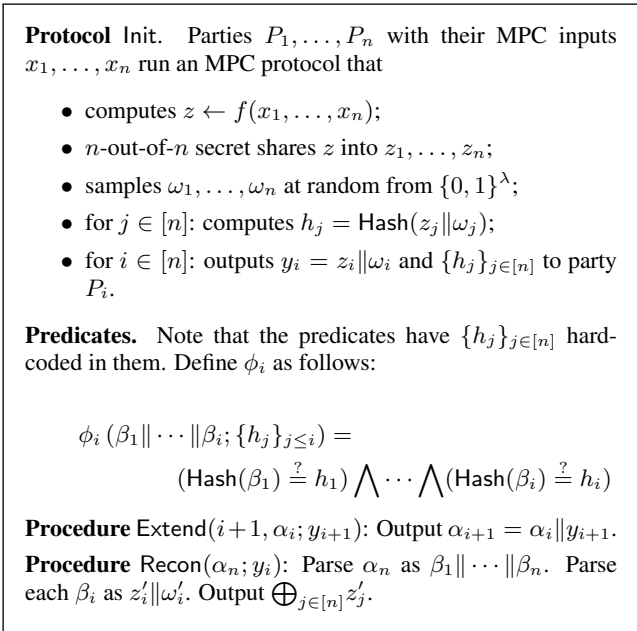 Protocol Init. Parties P₁, . . . , Pₙ with their MPC inputs
x₁, . . . , xₙ run an MPC protocol that
• computes z ← f(x₁, . . . , xₙ);
• n-out-of-n secret shares z into z₁, . . . , zₙ;
• samples ω₁, . . . , ωₙ at random from {0, 1}^λ;
• for j ∈ [n]: computes hⱼ = Hash(zⱼ‖ωⱼ);
• for i ∈ [n]: outputs yᵢ = zᵢ‖ωᵢ and {hⱼ}_{j∈[n]} to party
Pᵢ.
Predicates. Note that the predicates have {hⱼ}_{j∈[n]} hard-
coded in them. Define ϕᵢ as follows:
ϕᵢ (β₁‖ · · · ‖βᵢ; {hⱼ}_{j≤i}) =
(Hash(β₁) ≟ h₁) ⋀ · · · ⋀(Hash(βᵢ) ≟ hᵢ)
Procedure Extend(i+1, αᵢ; yᵢ₊₁): Output αᵢ₊₁ = αᵢ‖yᵢ₊₁.
Procedure Recon(αₙ; yᵢ): Parse αₙ as β₁‖ · · · ‖βₙ. Parse
each βᵢ as z′ᵢ‖ω′ᵢ. Output ⨁_{j∈[n]} z′ⱼ.